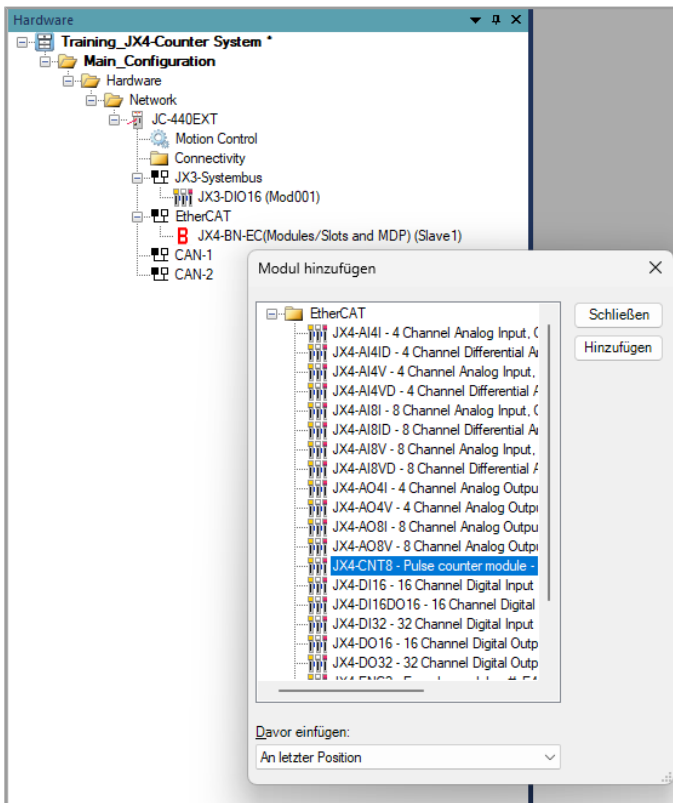 Hardware
Training_JX4-Counter System *
Main_Configuration
Hardware
Network
JC-440EXT
Motion Control
Connectivity
JX3-Systembus
JX3-DIO16 (Mod001)
EtherCAT
JX4-BN-EC(Modules/Slots and MDP) (Slave1)
CAN-1
CAN-2
Modul hinzufügen
EtherCAT
JX4-AI4I - 4 Channel Analog Input,
JX4-AI4ID - 4 Channel Differential
JX4-AI4V - 4 Channel Analog Input,
JX4-AI4VD - 4 Channel Differential
JX4-AI8I - 8 Channel Analog Input,
JX4-AI8ID - 8 Channel Differential
JX4-AI8V - 8 Channel Analog Input,
JX4-AI8VD - 8 Channel Differential
JX4-AO4I - 4 Channel Analog Outpu
JX4-AO4V - 4 Channel Analog Outpu
JX4-AO8I - 8 Channel Analog Outpu
JX4-AO8V - 8 Channel Analog Outpu
JX4-CNT8 - Pulse counter module -
JX4-DI16 - 16 Channel Digital Input
JX4-DI16DO16 - 16 Channel Digital
JX4-DI32 - 32 Channel Digital Input
JX4-DO16 - 16 Channel Digital Outp
JX4-DO32 - 32 Channel Digital Outp
Schließen
Hinzufügen
Davor einfügen:
An letzter Position